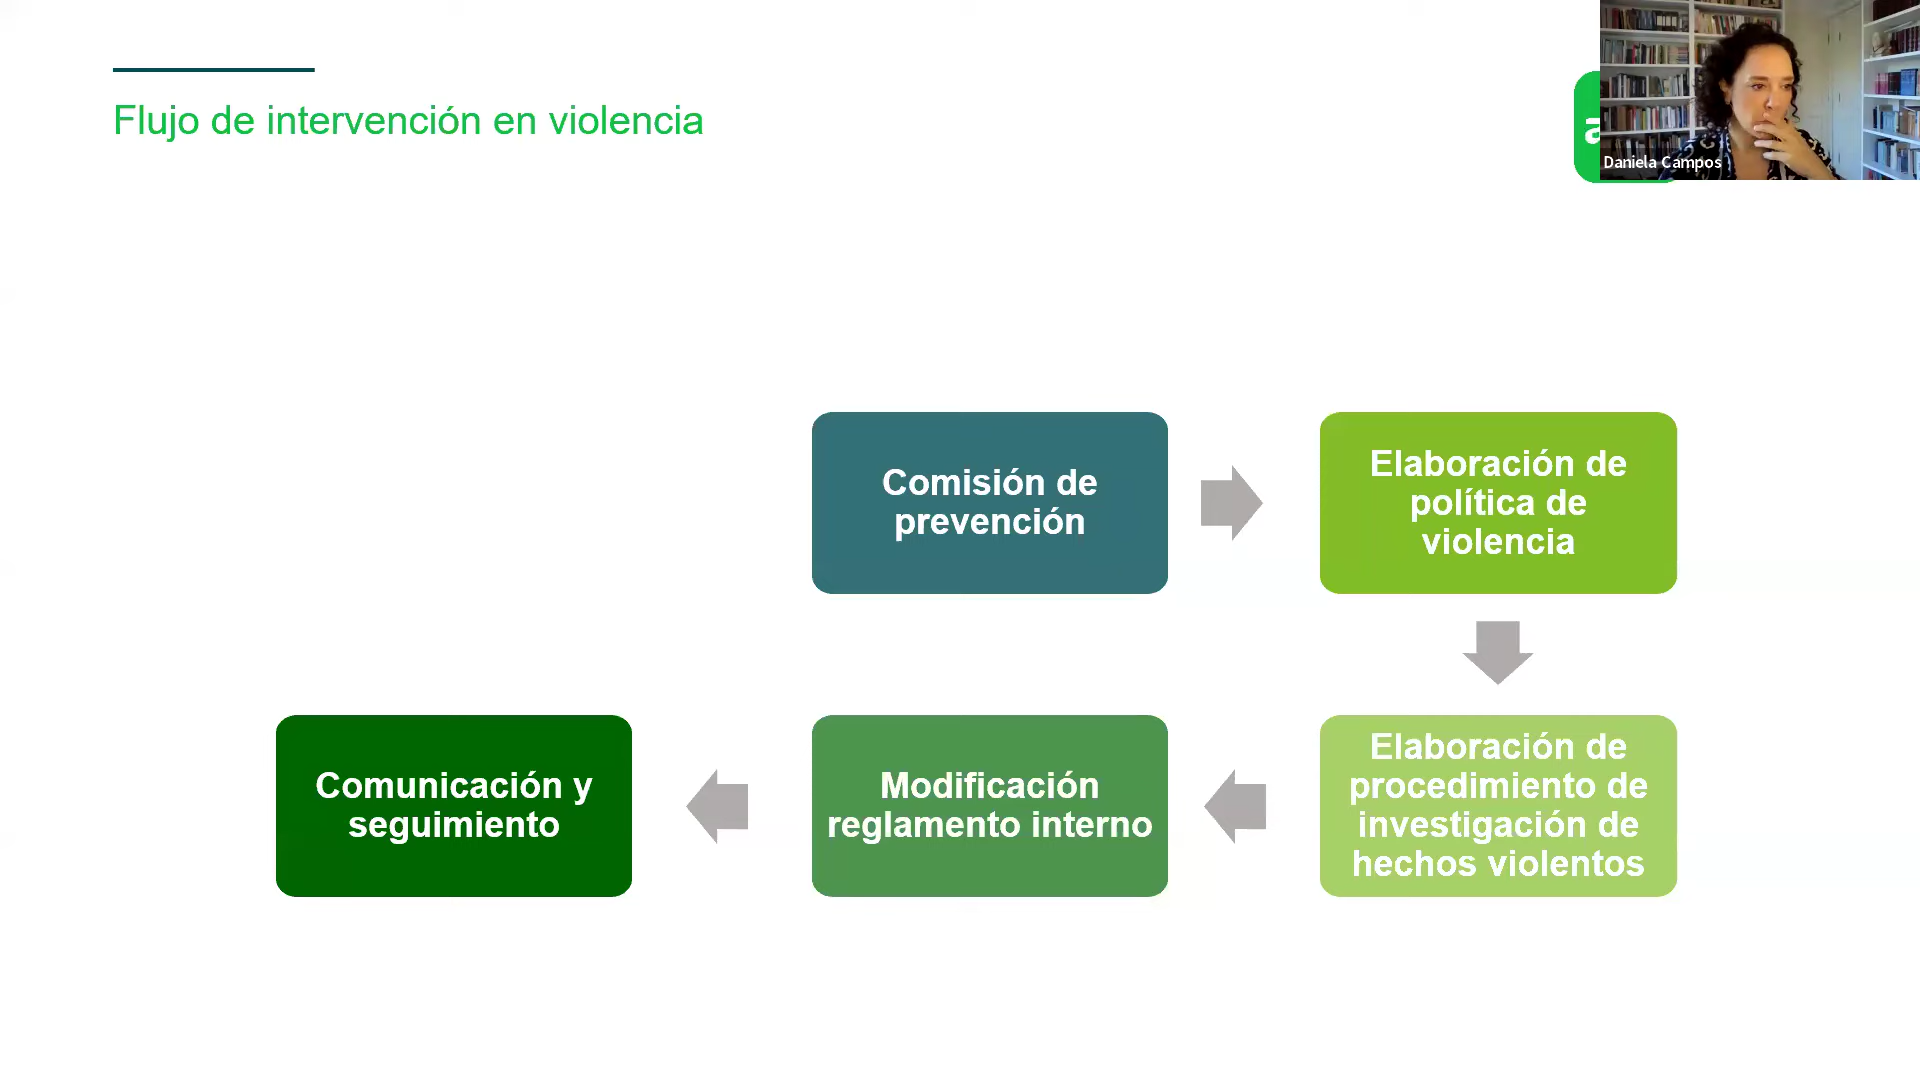 Flujo de intervención en violencia
a
Daniela Campos
Comisión de
prevención
Elaboración de
política de
violencia
Elaboración de
procedimiento de
investigación de
hechos violentos
Modificación
reglamento interno
Comunicación y
seguimiento